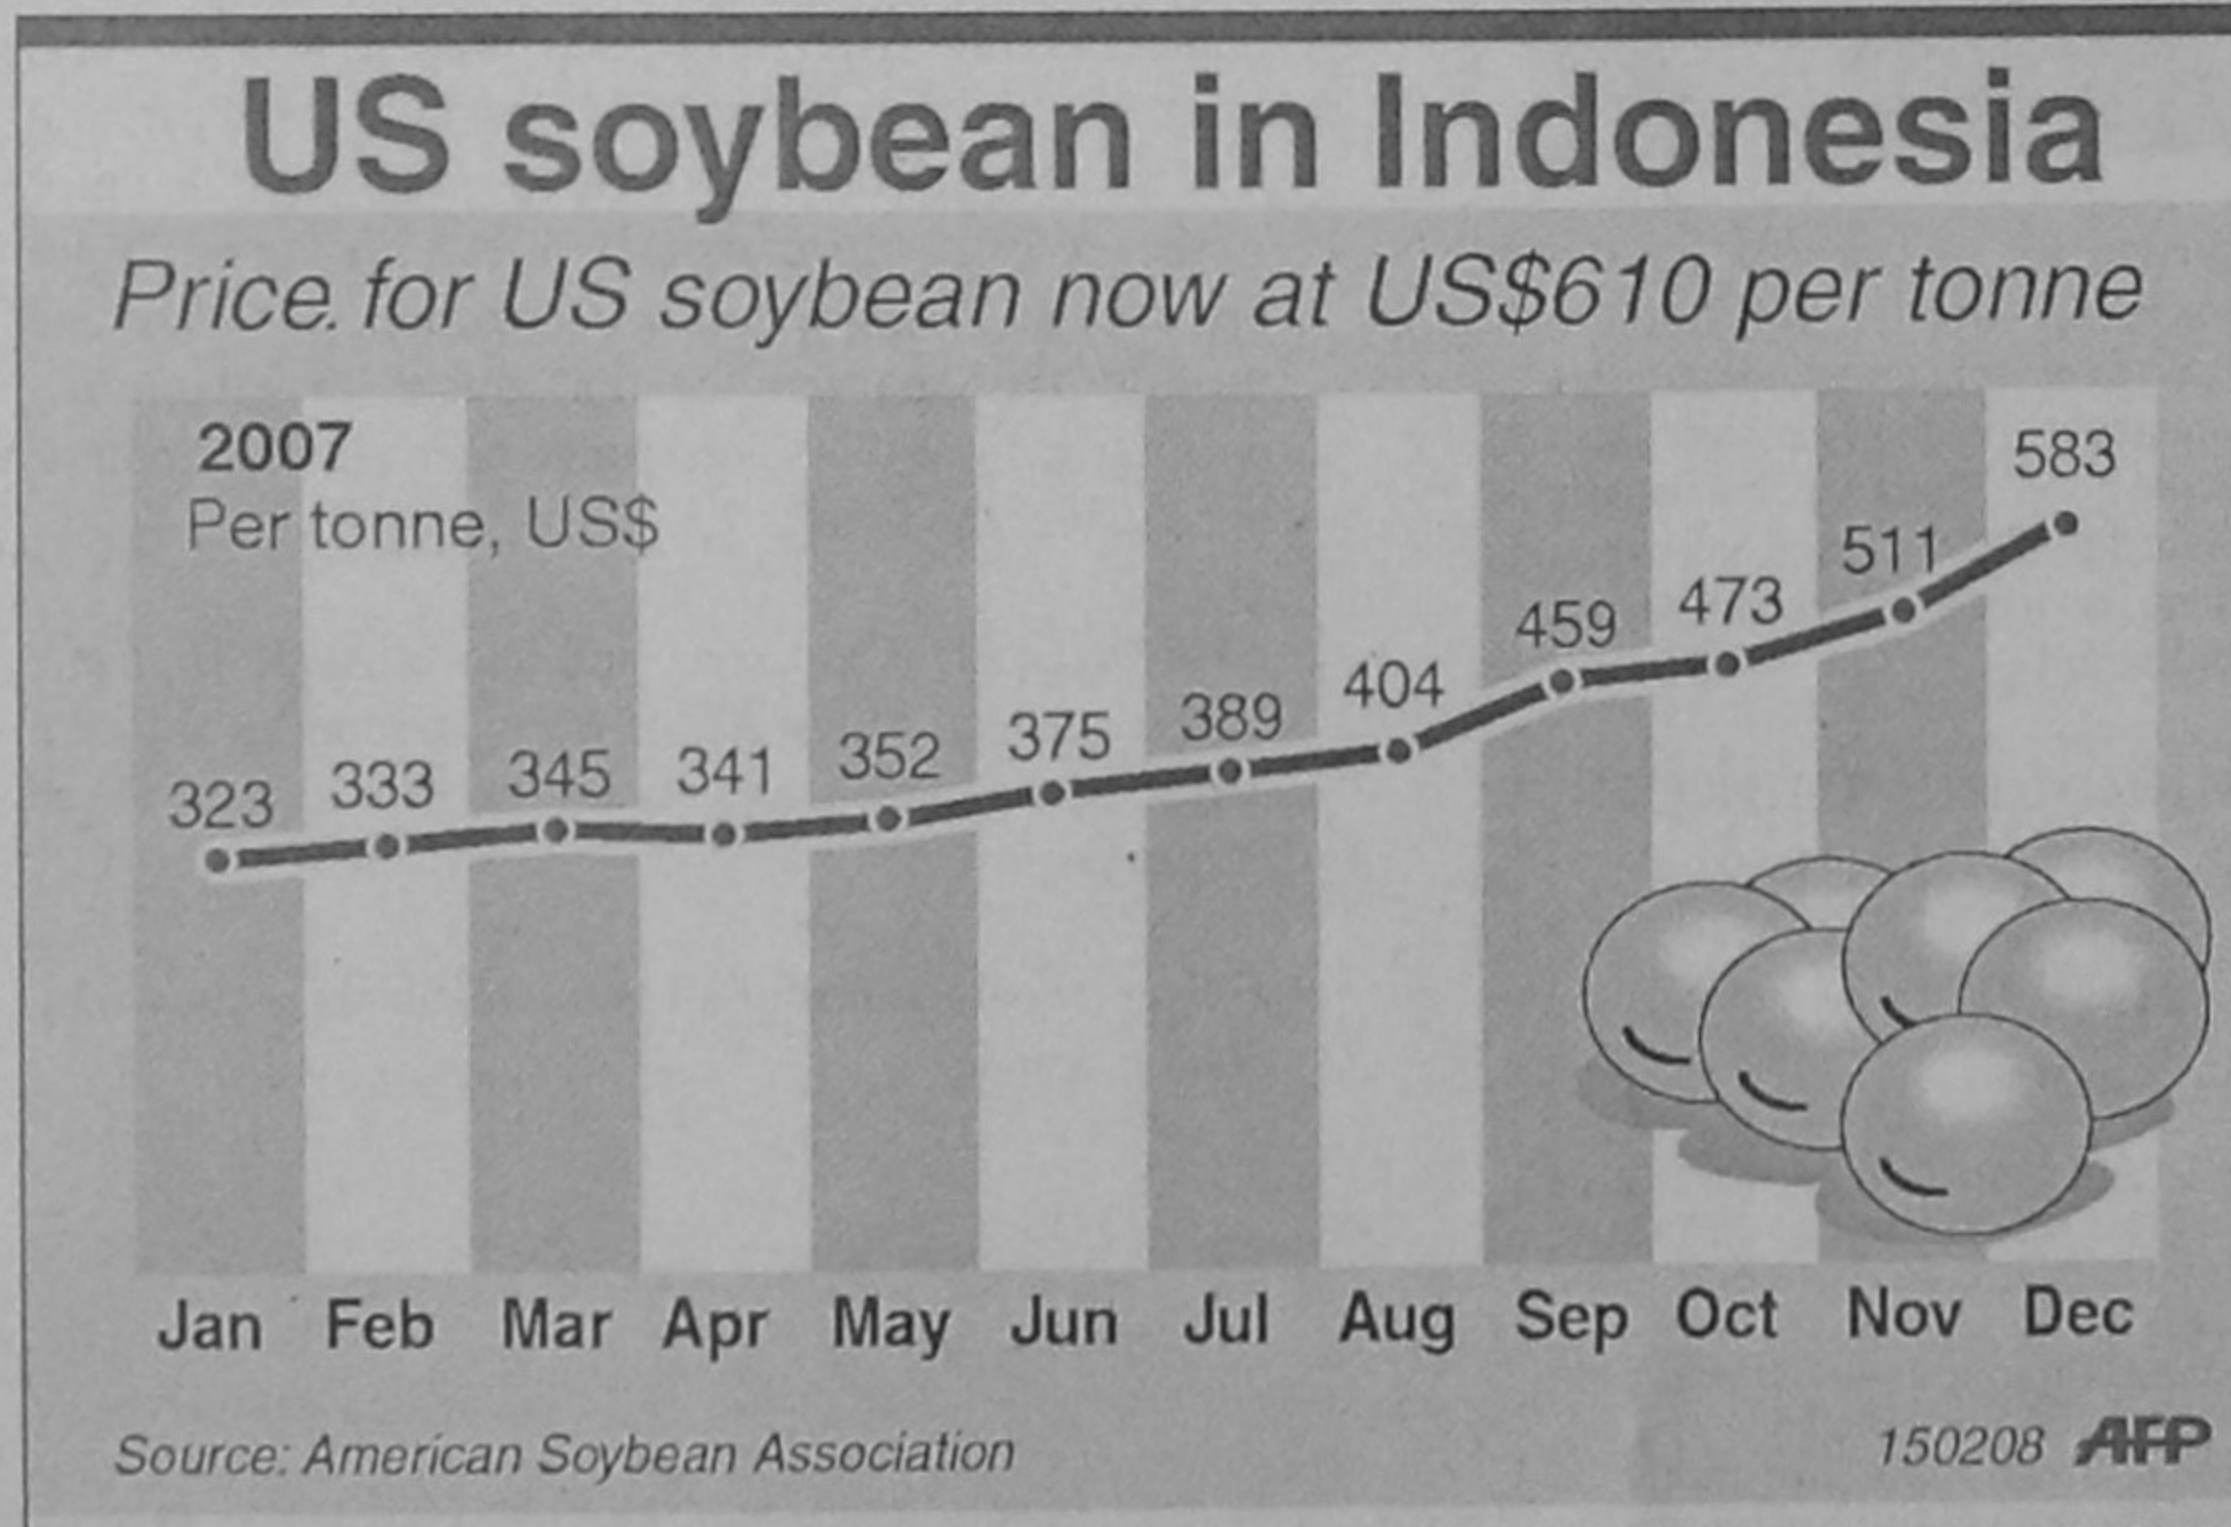 US soybean in Indonesia
Price for US soybean now at US$610 per tonne
2007
Per tonne, US$
323 333 345 341 352 375 389 404 459 473 511 583
Jan Feb Mar Apr May Jun Jul Aug Sep Oct Nov Dec
Source: American Soybean Association
150208 AFP